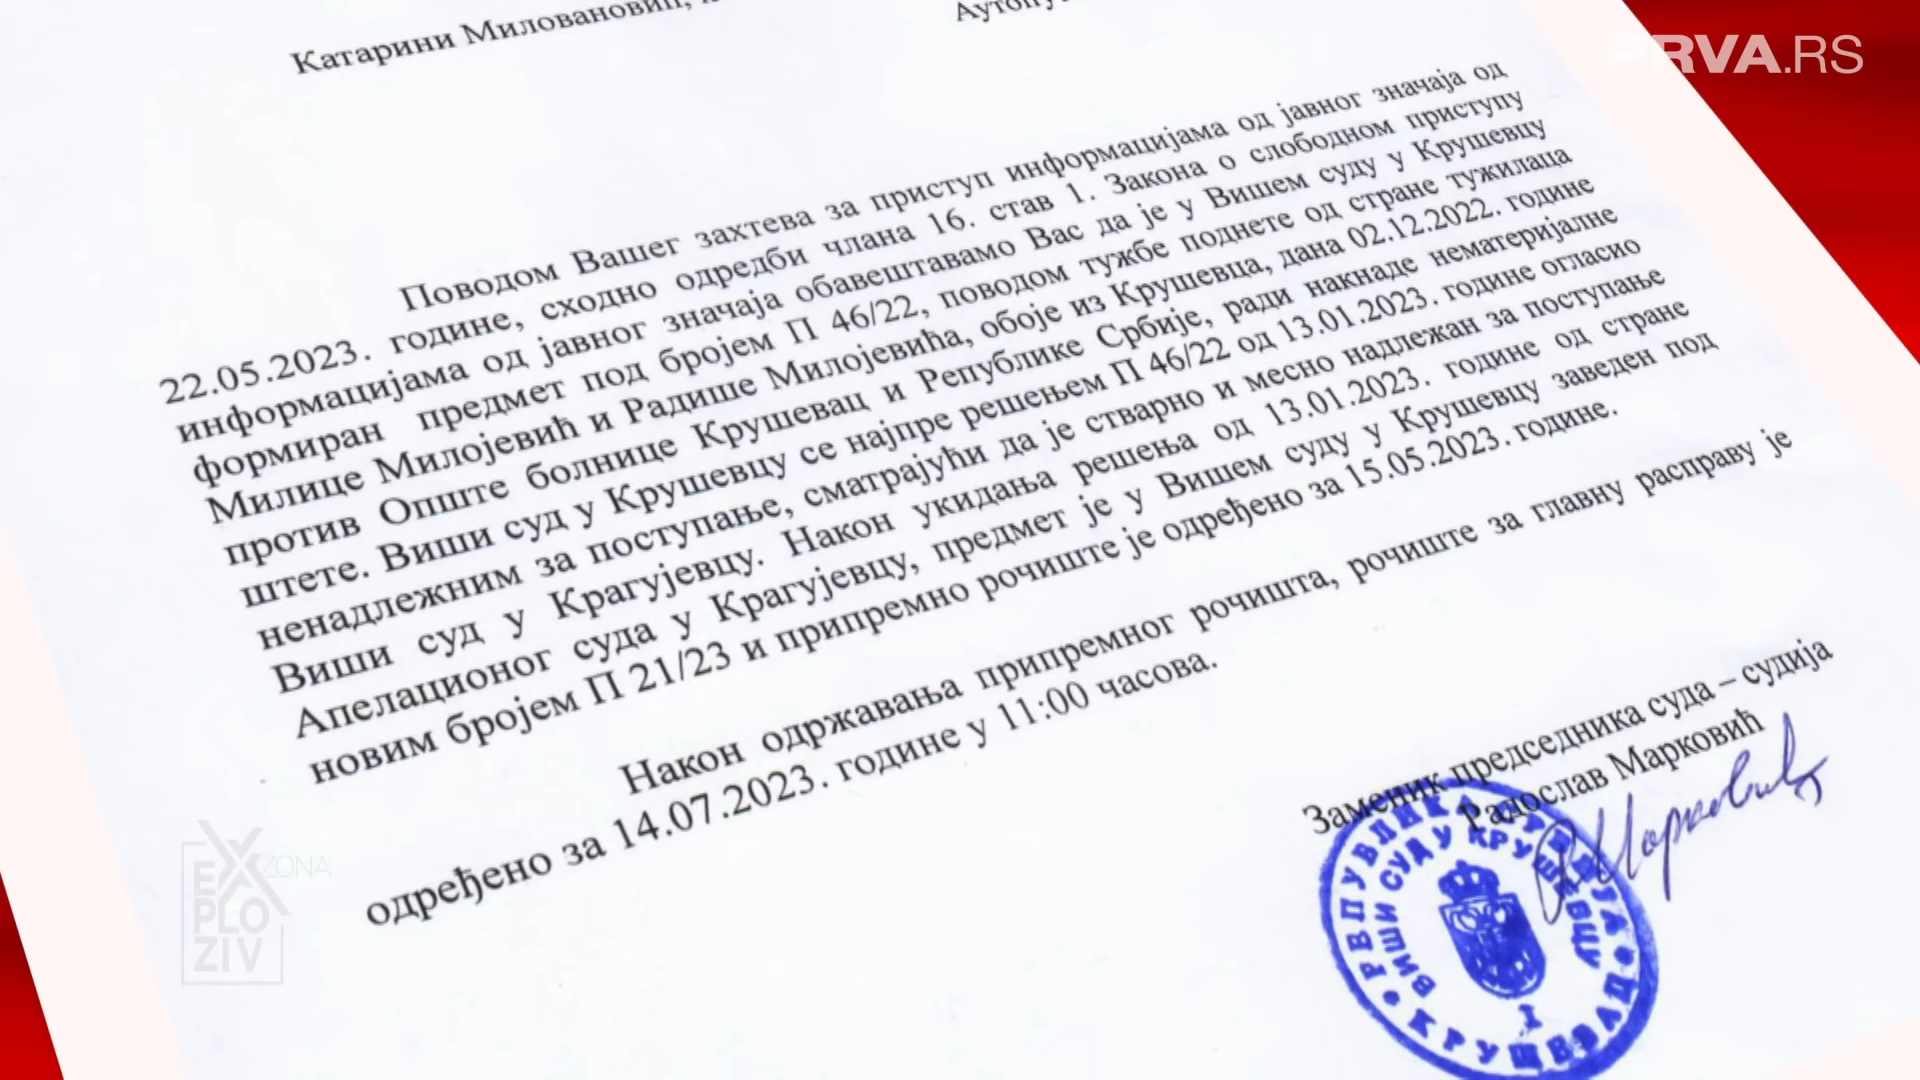 PRVA.RS
Катарини Миловановић,
Поводом Вашег захтева за приступ информацијама од јавног значаја од
22.05.2023. године, сходно одредби члана 16. став 1. Закона о слободном приступу
информацијама од јавног значаја обавештавамо Вас да је у Вишем суду у Крушевцу
формиран предмет под бројем П 46/22, поводом тужбе поднете од стране тужилаца
Милице Милојевић и Радише Милојевића, обоје из Крушевца, дана 02.12.2022. године
против Опште болнице Крушевац и Републике Србије, ради накнаде нематеријалне
штете. Виши суд у Крушевцу се најпре решењем П 46/22 од 13.01.2023. године огласио
ненадлежним за поступање, сматрајући да је стварно и месно надлежан за поступање
Виши суд у Крагујевцу. Након укидања решења од 13.01.2023. године од стране
Апелационог суда у Крагујевцу, предмет је у Вишем суду у Крушевцу заведен под
новим бројем П 21/23 и припремно рочиште је одређено за 15.05.2023. године.
Након одржавања припремног рочишта, рочиште за главну расправу је
одређено за 14.07.2023. године у 11:00 часова.
Заменик председника суда – судија
Радослав Марковић
РЕПУБЛИКА СРБИЈА
ВИШИ СУД У КРУШЕВЦУ
I
КРУШЕВАЦ
EXPLOZIV ZONA